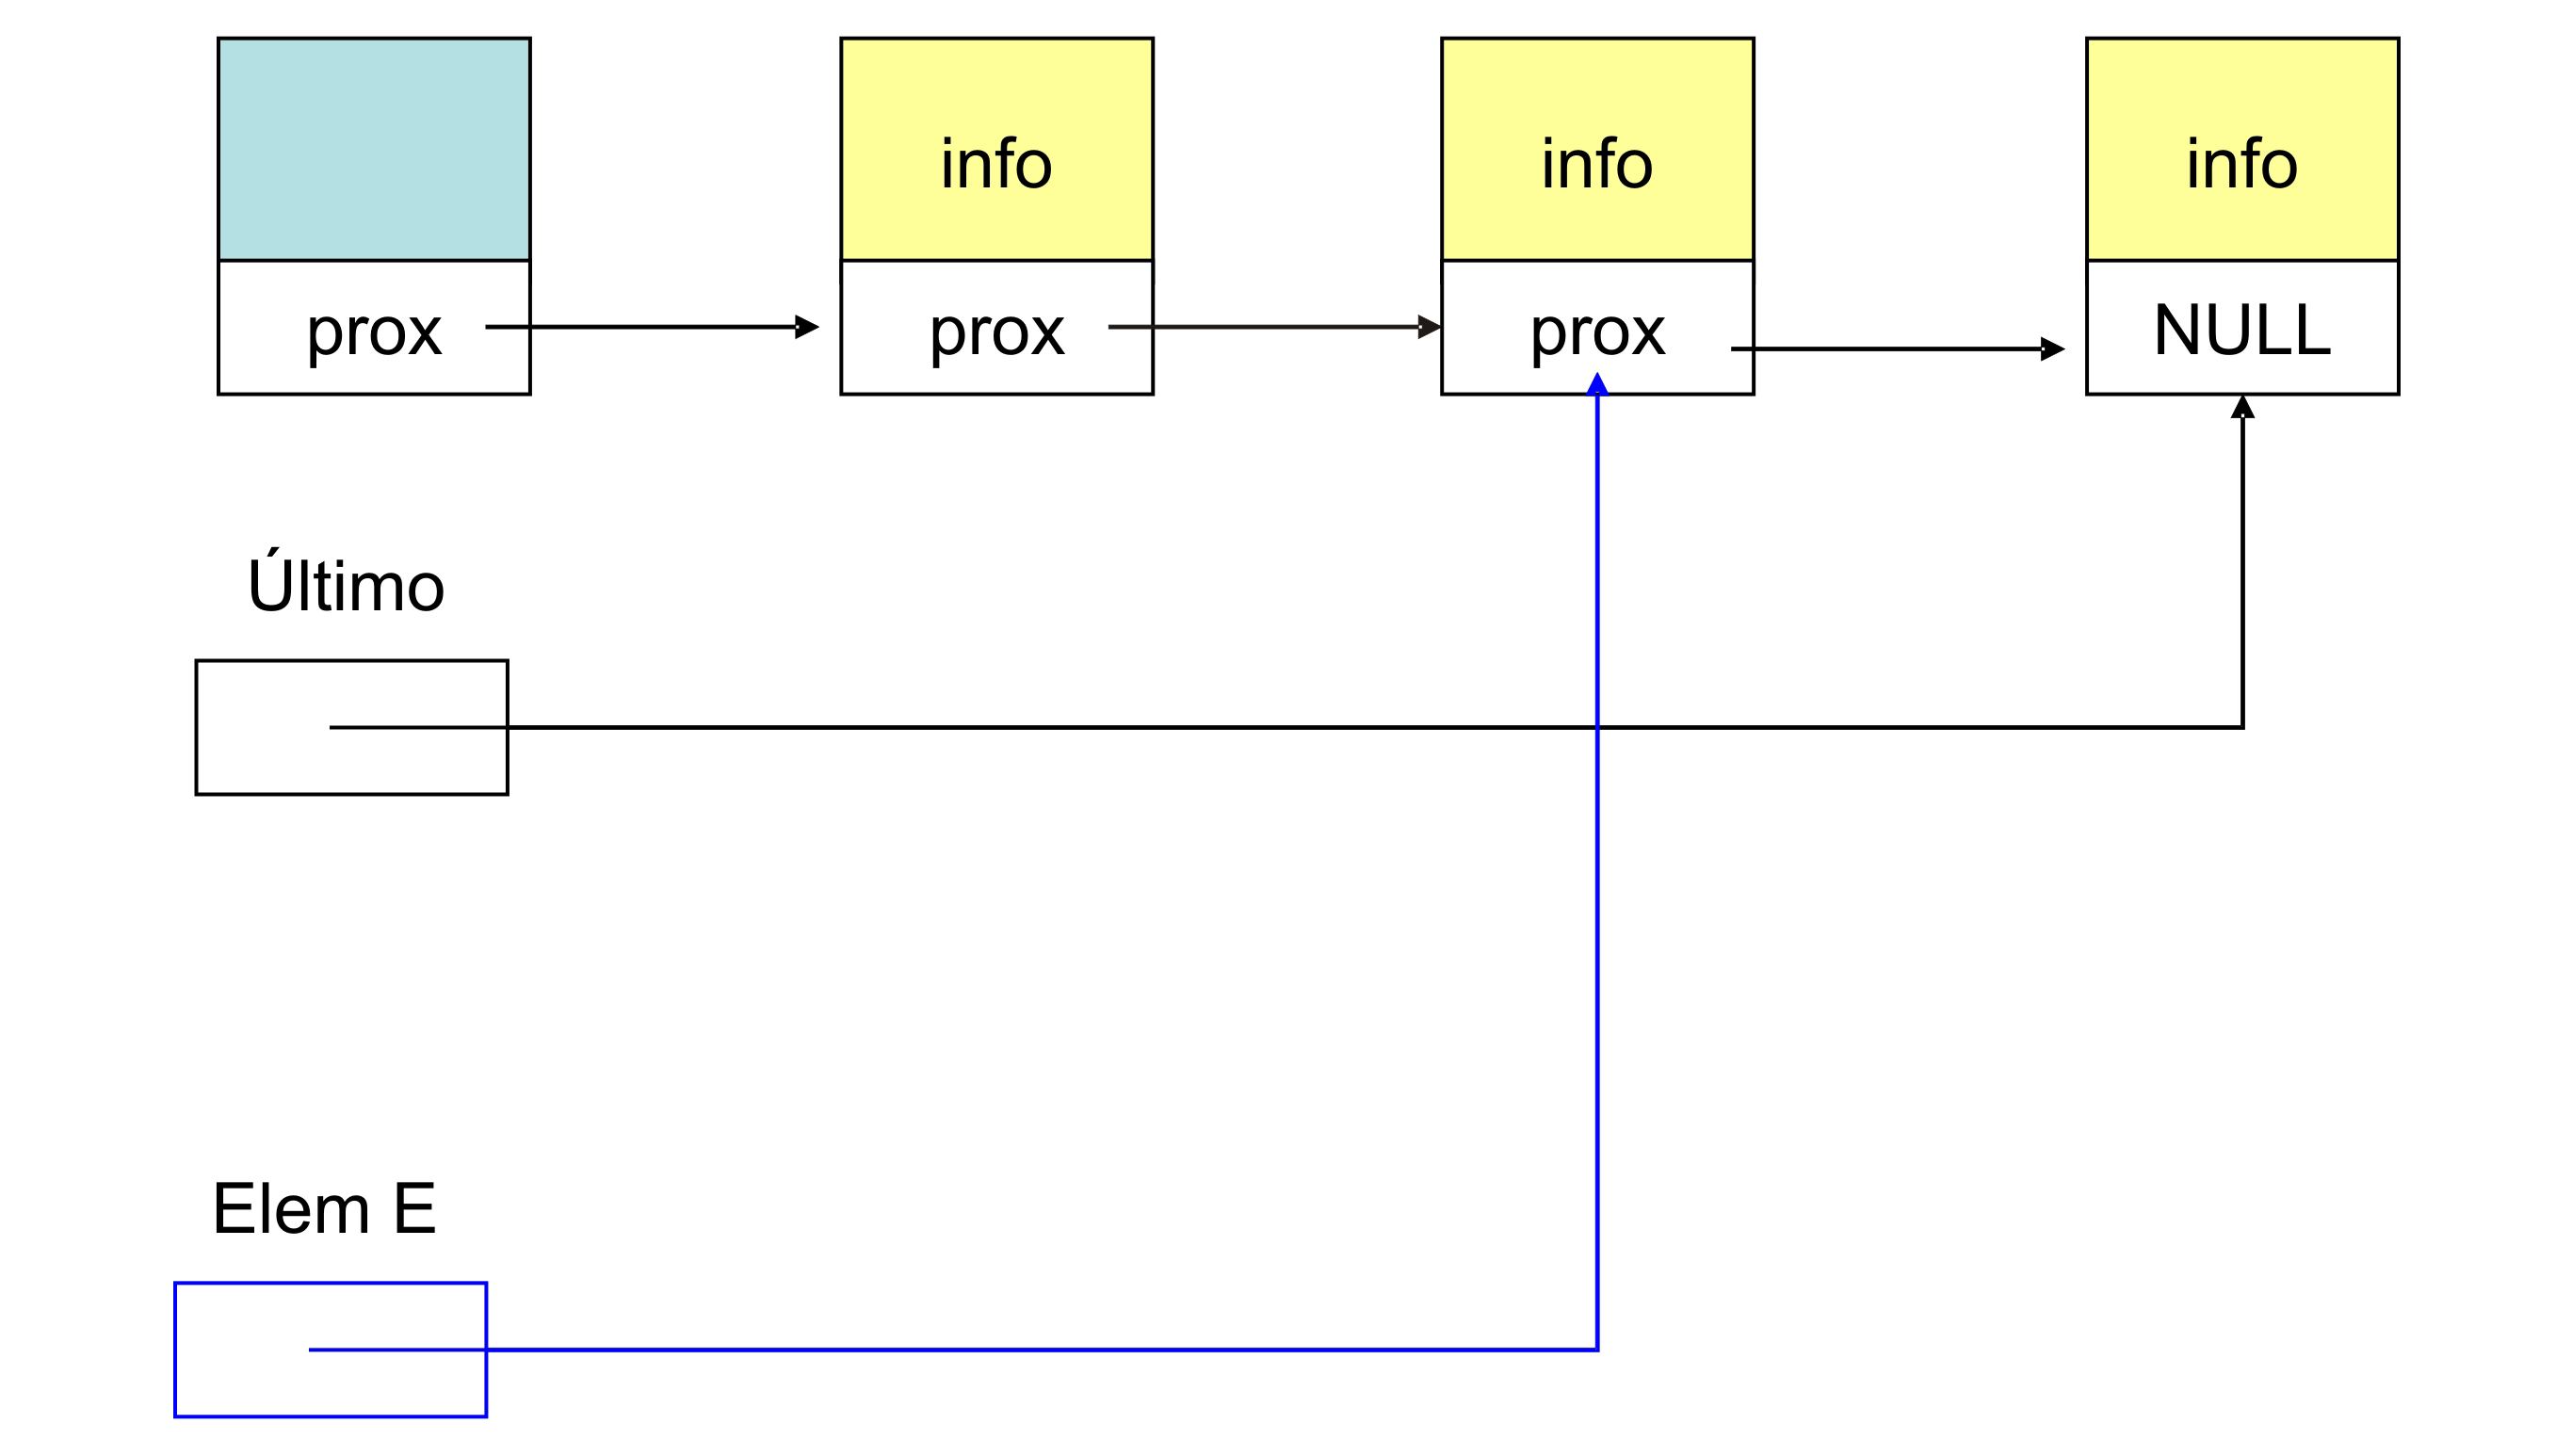 info info info
prox prox prox NULL
Último
Elem E